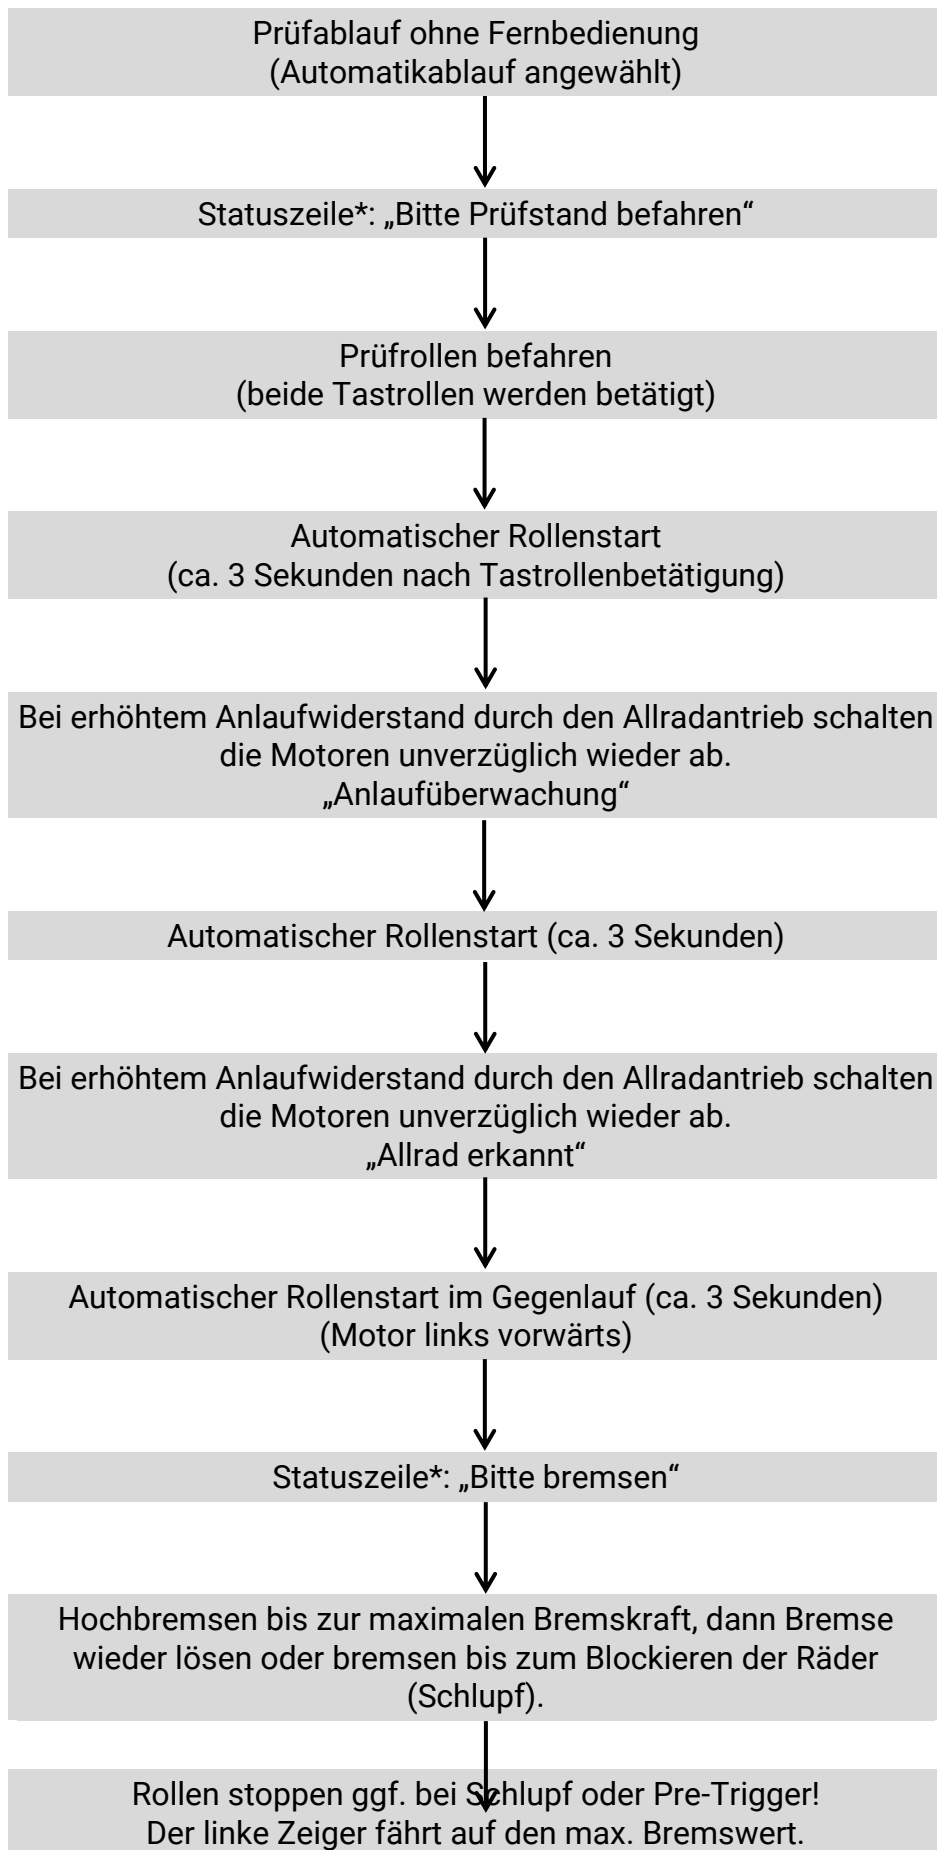 Prüfablauf ohne Fernbedienung
(Automatikablauf angewählt)
Statuszeile*: „Bitte Prüfstand befahren“
Prüfrollen befahren
(beide Tastrollen werden betätigt)
Automatischer Rollenstart
(ca. 3 Sekunden nach Tastrollenbetätigung)
Bei erhöhtem Anlaufwiderstand durch den Allradantrieb schalten
die Motoren unverzüglich wieder ab.
„Anlaufüberwachung“
Automatischer Rollenstart (ca. 3 Sekunden)
Bei erhöhtem Anlaufwiderstand durch den Allradantrieb schalten
die Motoren unverzüglich wieder ab.
„Allrad erkannt“
Automatischer Rollenstart im Gegenlauf (ca. 3 Sekunden)
(Motor links vorwärts)
Statuszeile*: „Bitte bremsen“
Hochbremsen bis zur maximalen Bremskraft, dann Bremse
wieder lösen oder bremsen bis zum Blockieren der Räder
(Schlupf).
Rollen stoppen ggf. bei Schlupf oder Pre-Trigger!
Der linke Zeiger fährt auf den max. Bremswert.